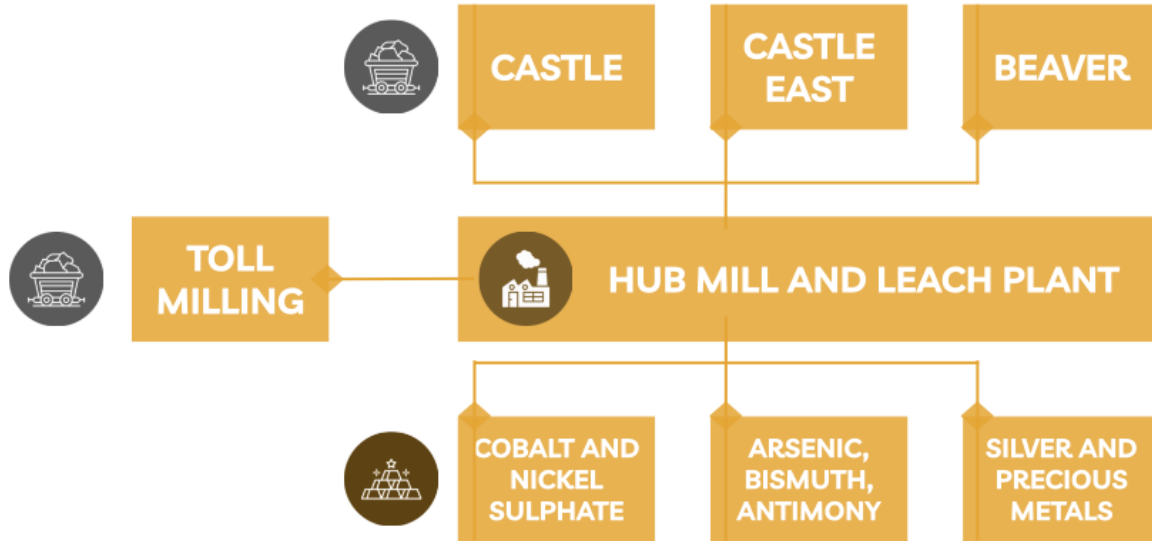 CASTLE
CASTLE
EAST
BEAVER
TOLL
MILLING
HUB MILL AND LEACH PLANT
COBALT AND
NICKEL
SULPHATE
ARSENIC,
BISMUTH,
ANTIMONY
SILVER AND
PRECIOUS
METALS